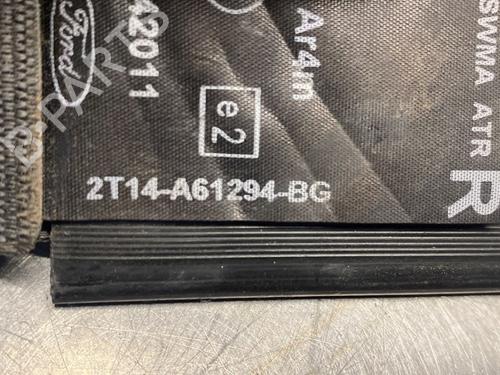 Ford
42011
e2
Ar4m
SWMA ATR
R
2T14-A61294-BG
B-PARTS